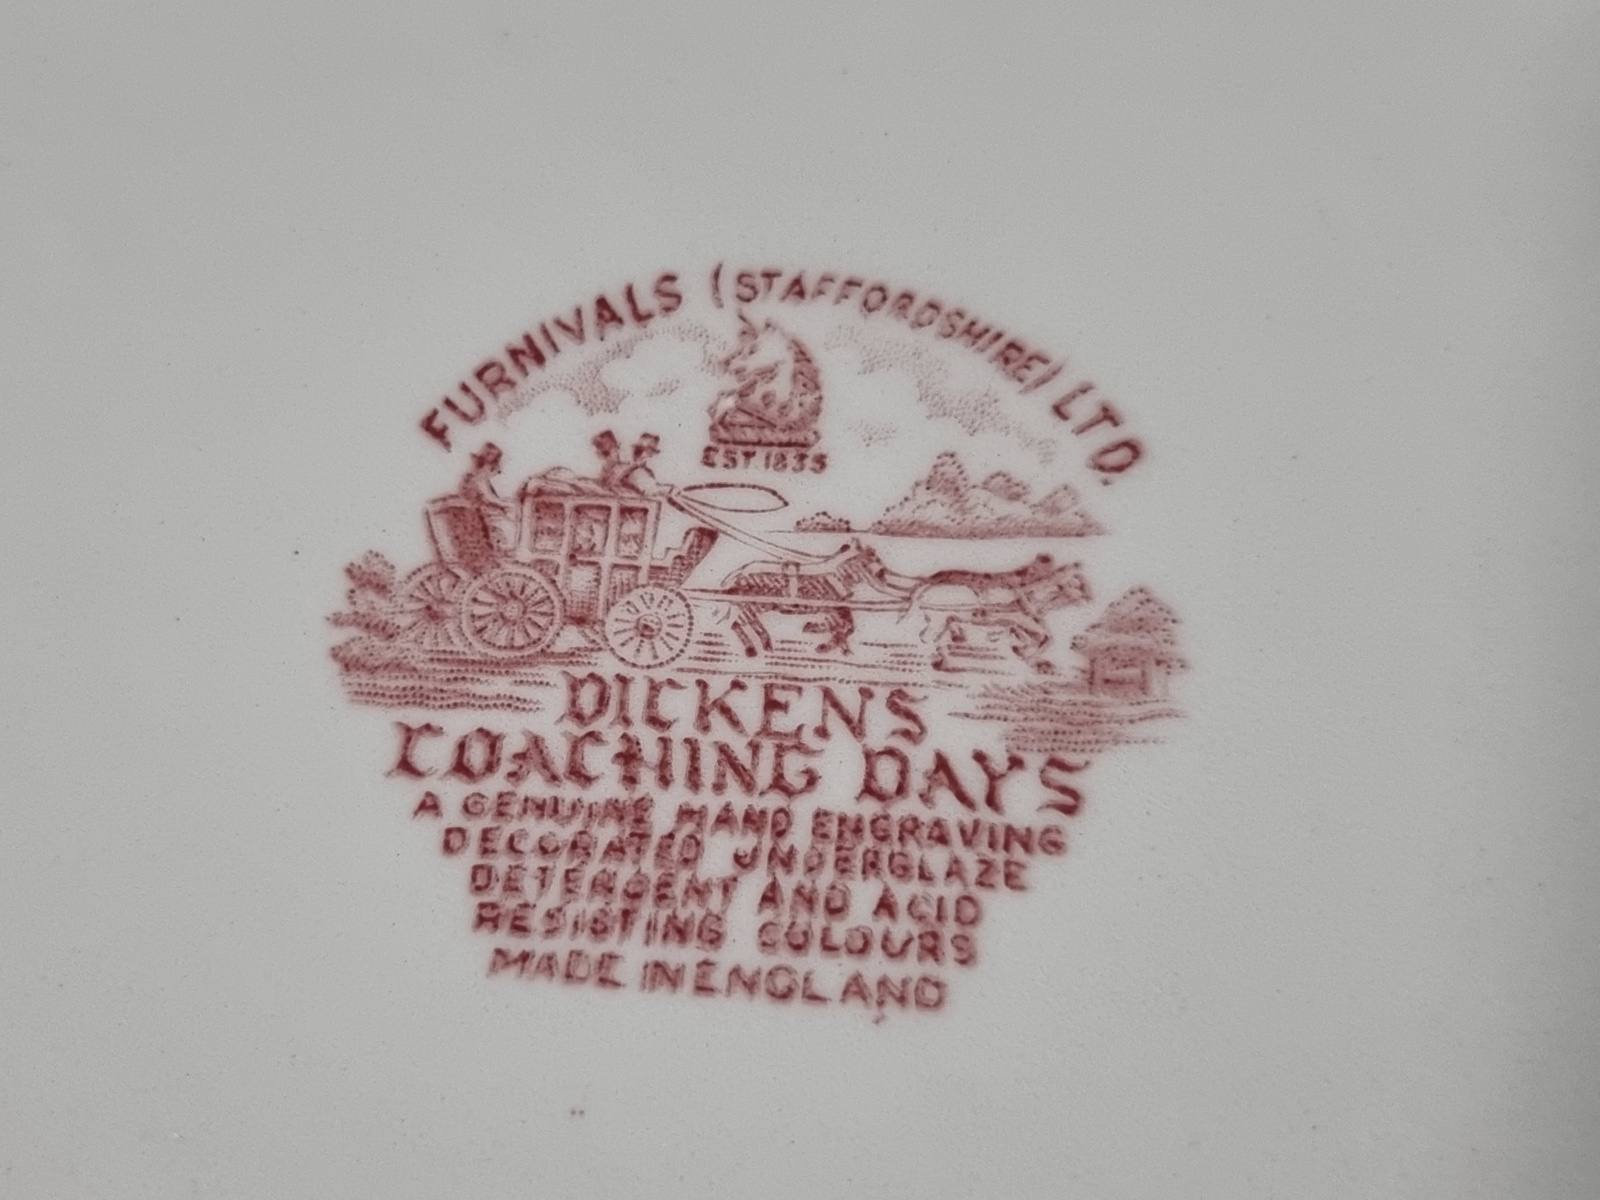 FURNIVALS (STAFFORDSHIRE) LTD.
EST. 1835
DICKENS
COACHING DAYS
A GENUINE HAND ENGRAVING
DECORATED UNDERGLAZE
DETERGENT AND ACID
RESISTING COLOURS
MADE IN ENGLAND